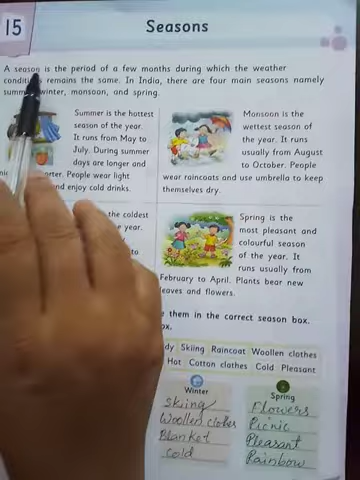 15
Seasons
A season is the period of a few months during which the weather
remains the same. In India, there are four main seasons namely
winter, monsoon, and spring.
Summer is the hottest
season of the year.
It runs from May to
July. During summer
days are longer and
People wear light
and enjoy cold drinks.
Monsoon is the
wettest season of
the year. It runs
usually from August
to October. People
wear raincoats and use umbrella to keep
themselves dry.
the coldest
year.
to
Spring is the
most pleasant and
colourful season
of the year. It
runs usually from
February to April. Plants bear new
leaves and flowers.
them in the correct season box.
Skiing Raincoat Woollen clothes
Hot Cotton clothes Cold Pleasant
Winter
Skiing
Woollen clothes
Blanket
Cold
Spring
Flowers
Picnic
Pleasant
Rainbow